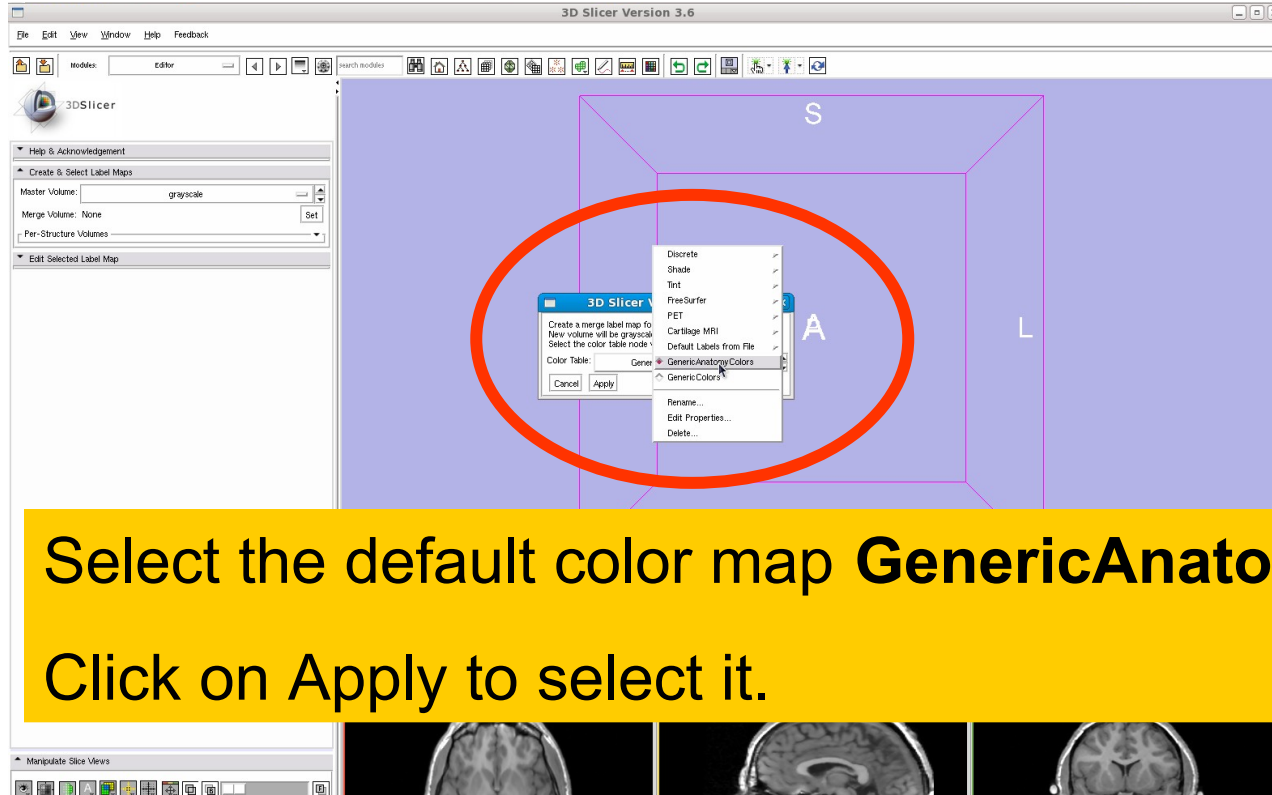 3D Slicer Version 3.6
File Edit View Window Help Feedback
Modules: Editor search modules
3DSlicer
Help & Acknowledgement
Create & Select Label Maps
Master Volume: grayscale
Merge Volume: None Set
Per-Structure Volumes
Edit Selected Label Map
S
A
L
3D Slicer
Create a merge label map fo
New volume will be grayscal
Select the color table node
Color Table: Gener
Cancel Apply
Discrete
Shade
Tint
FreeSurfer
PET
Cartilage MRI
Default Labels from File
GenericAnatomyColors
GenericColors
Rename...
Edit Properties...
Delete...
Select the default color map GenericAnato
Click on Apply to select it.
Manipulate Slice Views